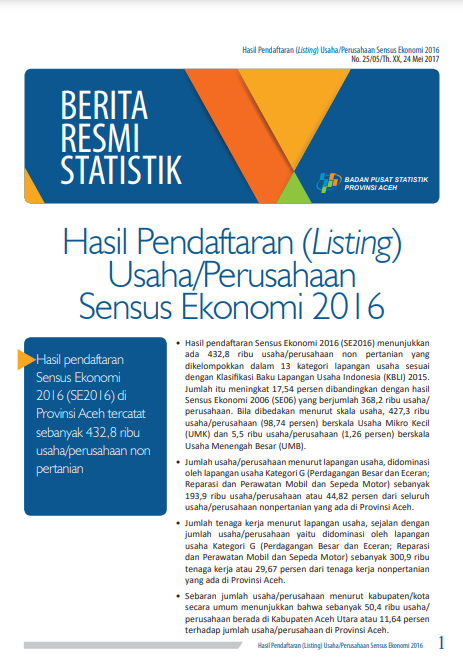 Hasil Pendaftaran (Listing) Usaha/Perusahaan Sensus Ekonomi 2016
No. 25/05/Th. XX, 24 Mei 2017
BERITA
RESMI
STATISTIK
BADAN PUSAT STATISTIK
PROVINSI ACEH
Hasil Pendaftaran (Listing)
Usaha/Perusahaan
Sensus Ekonomi 2016
Hasil pendaftaran
Sensus Ekonomi
2016 (SE2016) di
Provinsi Aceh tercatat
sebanyak 432,8 ribu
usaha/perusahaan non
pertanian
• Hasil pendaftaran Sensus Ekonomi 2016 (SE2016) menunjukkan
ada 432,8 ribu usaha/perusahaan non pertanian yang
dikelompokkan dalam 13 kategori lapangan usaha sesuai
dengan Klasifikasi Baku Lapangan Usaha Indonesia (KBLI) 2015.
Jumlah itu meningkat 17,54 persen dibandingkan dengan hasil
Sensus Ekonomi 2006 (SE06) yang berjumlah 368,2 ribu usaha/
perusahaan. Bila dibedakan menurut skala usaha, 427,3 ribu
usaha/perusahaan (98,74 persen) berskala Usaha Mikro Kecil
(UMK) dan 5,5 ribu usaha/perusahaan (1,26 persen) berskala
Usaha Menengah Besar (UMB).
• Jumlah usaha/perusahaan menurut lapangan usaha, didominasi
oleh lapangan usaha Kategori G (Perdagangan Besar dan Eceran;
Reparasi dan Perawatan Mobil dan Sepeda Motor) sebanyak
193,9 ribu usaha/perusahaan atau 44,82 persen dari seluruh
usaha/perusahaan nonpertanian yang ada di Provinsi Aceh.
• Jumlah tenaga kerja menurut lapangan usaha, sejalan dengan
jumlah usaha/perusahaan yaitu didominasi oleh lapangan
usaha Kategori G (Perdagangan Besar dan Eceran; Reparasi
dan Perawatan Mobil dan Sepeda Motor) sebanyak 300,9 ribu
tenaga kerja atau 29,67 persen dari tenaga kerja nonpertanian
yang ada di Provinsi Aceh.
• Sebaran jumlah usaha/perusahaan menurut kabupaten/kota
secara umum menunjukkan bahwa sebanyak 50,4 ribu usaha/
perusahaan berada di Kabupaten Aceh Utara atau 11,64 persen
terhadap jumlah usaha/perusahaan di Provinsi Aceh.
Hasil Pendaftaran (Listing) Usaha/Perusahaan Sensus Ekonomi 2016 1